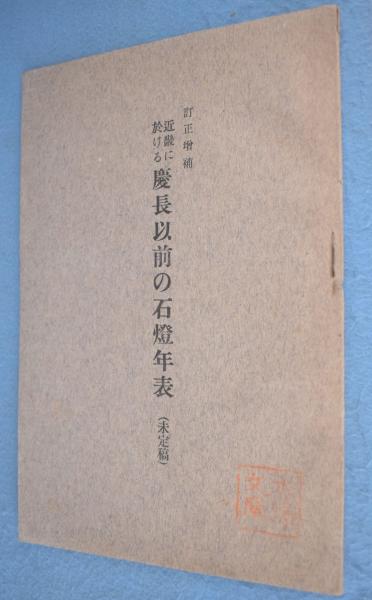 訂正增補
近畿に
於ける
慶長以前の石燈年表
(未定稿)